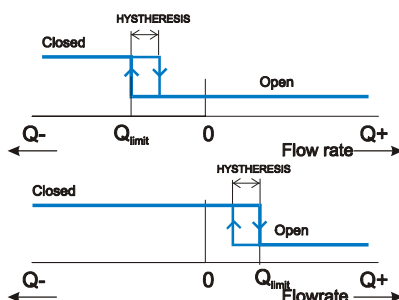 HYSTHERESIS
Closed
Open
Q- Qlimit 0 Q+
Flow rate
HYSTHERESIS
Closed
Open
Q- 0 Qlimit Q+
Flowrate